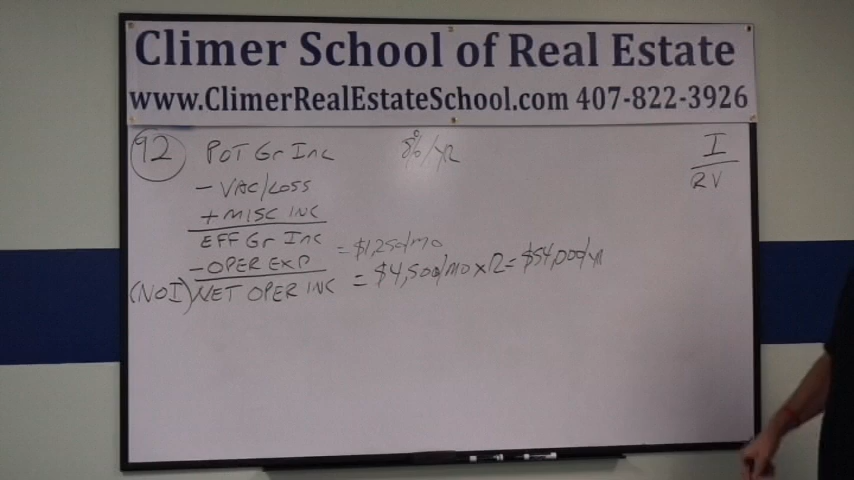 Climer School of Real Estate
www.ClimerRealEstateSchool.com 407-822-3926
92 POT Gr INC 8%/YR
- VAC/LOSS
+ MISC INC
EFF Gr INC
- OPER EXP = $1,250/MO
(NOI) NET OPER INC = $4,500/MO x 12 = $54,000/YR
I
RV